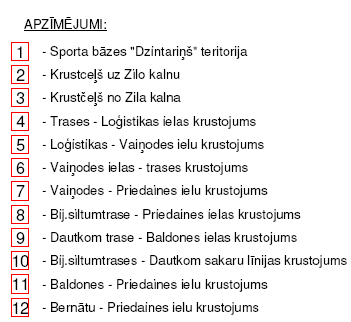 APZĪMĒJUMI:
1 - Sporta bāzes "Dzintariņš" teritorija
2 - Krustceļš uz Zilo kalnu
3 - Krustčeļš no Zila kalna
4 - Trases - Loģistikas ielas krustojums
5 - Loģistikas - Vaiņodes ielu krustojums
6 - Vaiņodes ielas - trases krustojums
7 - Vaiņodes - Priedaines ielu krustojums
8 - Bij.siltumtrase - Priedaines ielas krustojums
9 - Dautkom trase - Baldones ielas krustojums
10 - Bij.siltumtrases - Dautkom sakaru līnijas krustojums
11 - Baldones - Priedaines ielu krustojums
12 - Bernātu - Priedaines ielu krustojums